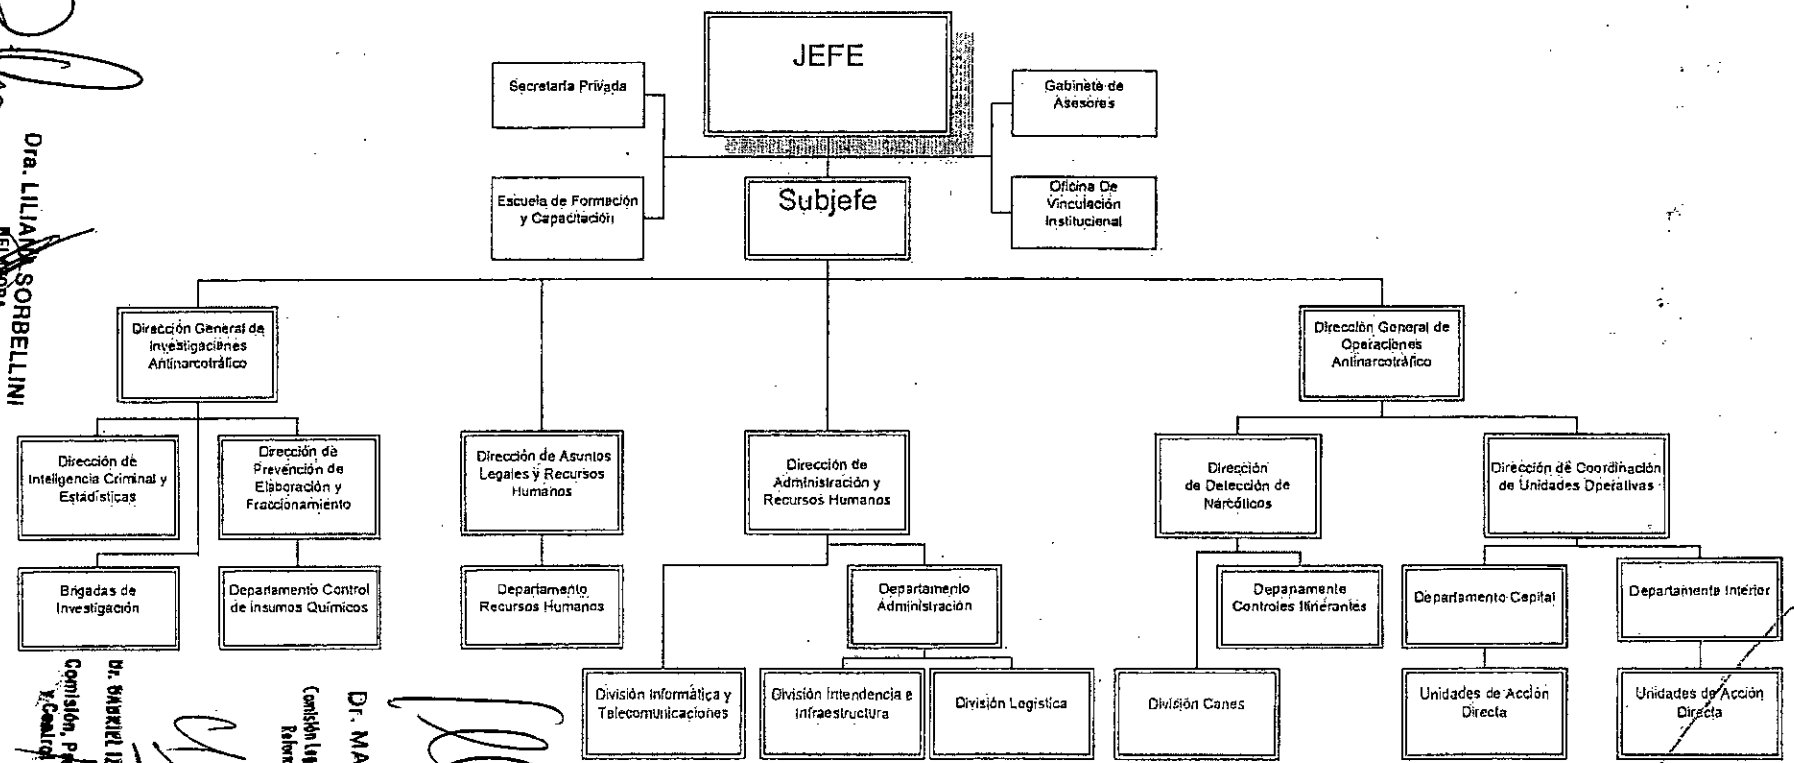 JEFE
Secretaría Privada
Gabinete de
Asesores
Escuela de Formación
y Capacitación
Subjefe
Oficina De
Vinculación
Institucional
Dra. LILIANA SORBELLINI
Dirección General de
Investigaciones
Antinarcotráfico
Dirección General de
Operaciones
Antinarcotráfico
Dirección de
Inteligencia Criminal y
Estadísticas
Dirección de
Prevención de
Elaboración y
Fraccionamiento
Dirección de Asuntos
Legales y Recursos
Humanos
Dirección de
Administración y
Recursos Humanos
Dirección
de Detección de
Narcóticos
Dirección de Coordinación
de Unidades Operativas
Brigadas de
Investigación
Departamento Control
de insumos Químicos
Departamento
Recursos Humanos
Departamento
Administración
Departamento
Controles Itinerantes
Departamento Capital
Departamento Interior
División Informática y
Telecomunicaciones
División Intendencia e
Infraestructura
División Logística
División Canes
Unidades de Acción
Directa
Unidades de Acción
Directa
Dr.
Comisión,
y Control
Dr. MA